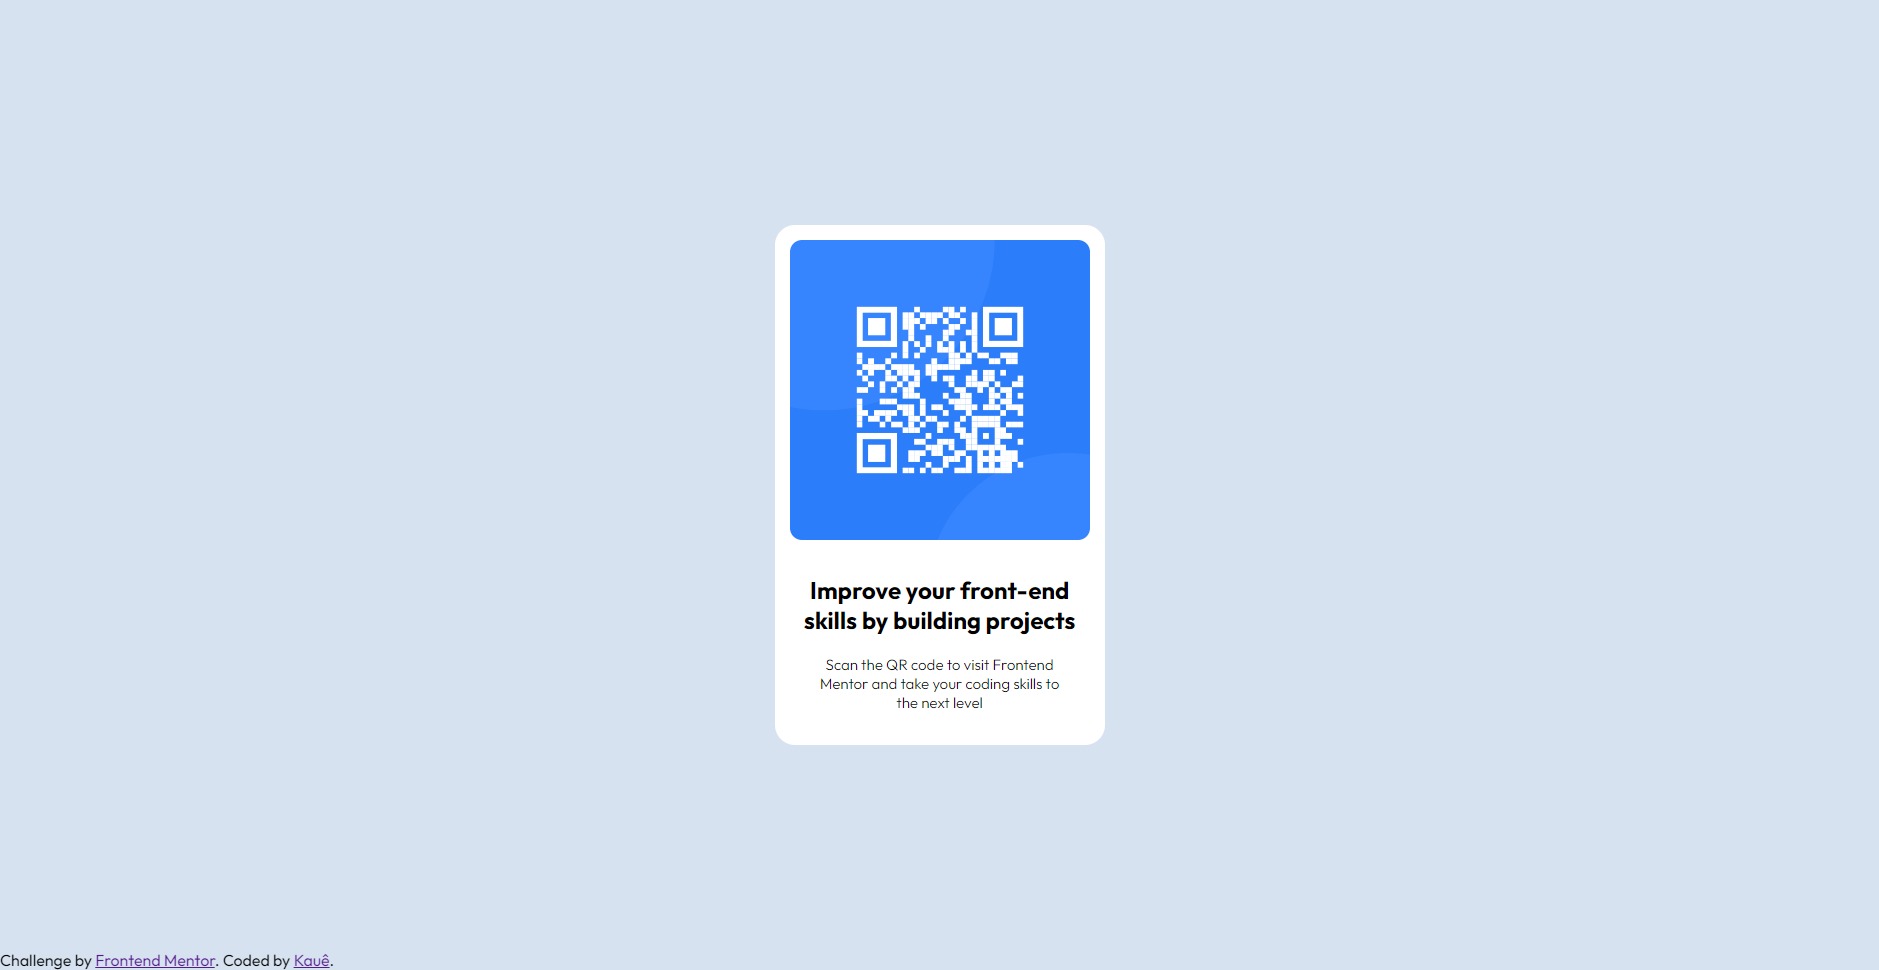 Improve your front-end
skills by building projects
Scan the QR code to visit Frontend
Mentor and take your coding skills to
the next level
Challenge by Frontend Mentor. Coded by Kauê.